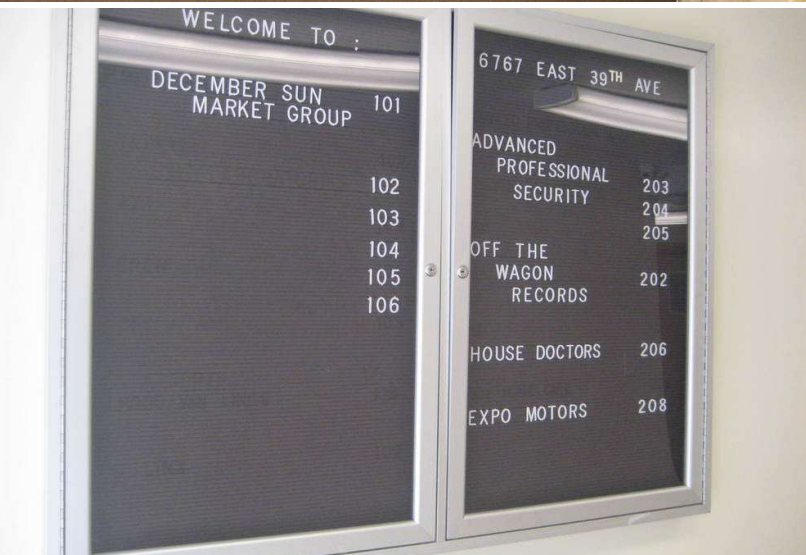 WELCOME TO :
DECEMBER SUN 101
MARKET GROUP
102
103
104
105
106
6767 EAST 39TH AVE
ADVANCED
PROFESSIONAL
SECURITY 203
204
205
OFF THE
WAGON 202
RECORDS
HOUSE DOCTORS 206
EXPO MOTORS 208